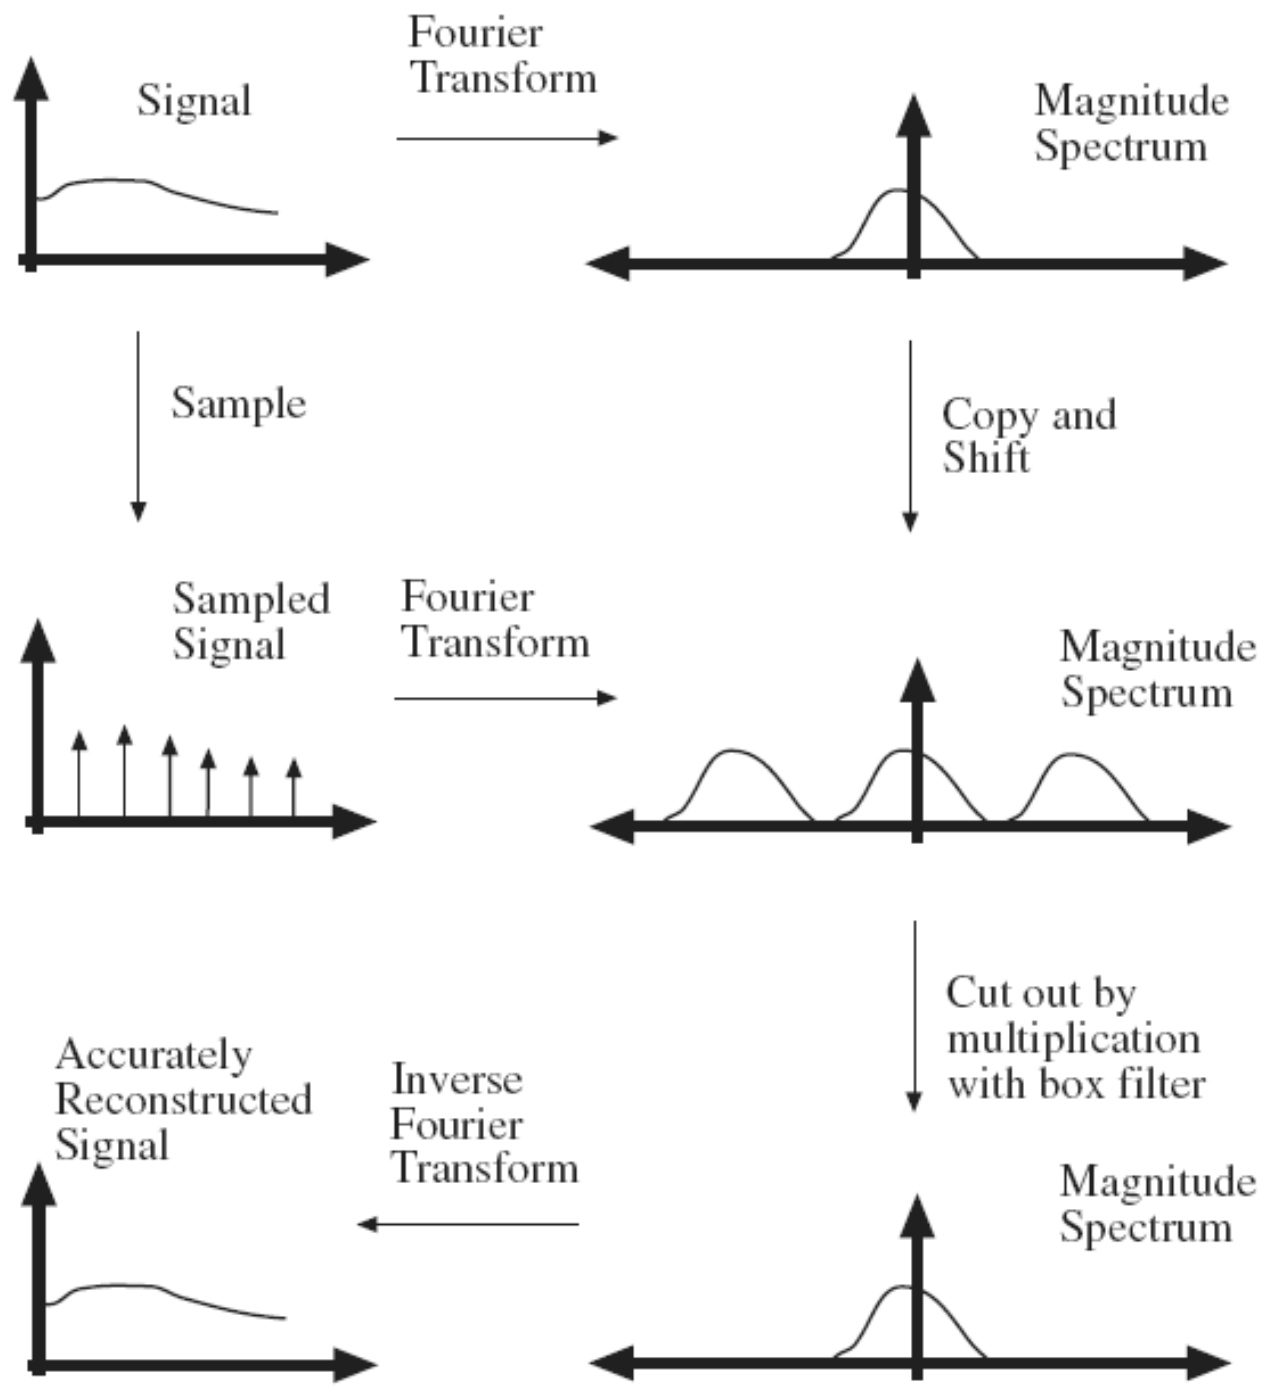 Fourier
Transform
Signal
Magnitude
Spectrum
Sample
Copy and
Shift
Sampled
Signal
Fourier
Transform
Magnitude
Spectrum
Cut out by
multiplication
with box filter
Accurately
Reconstructed
Signal
Inverse
Fourier
Transform
Magnitude
Spectrum